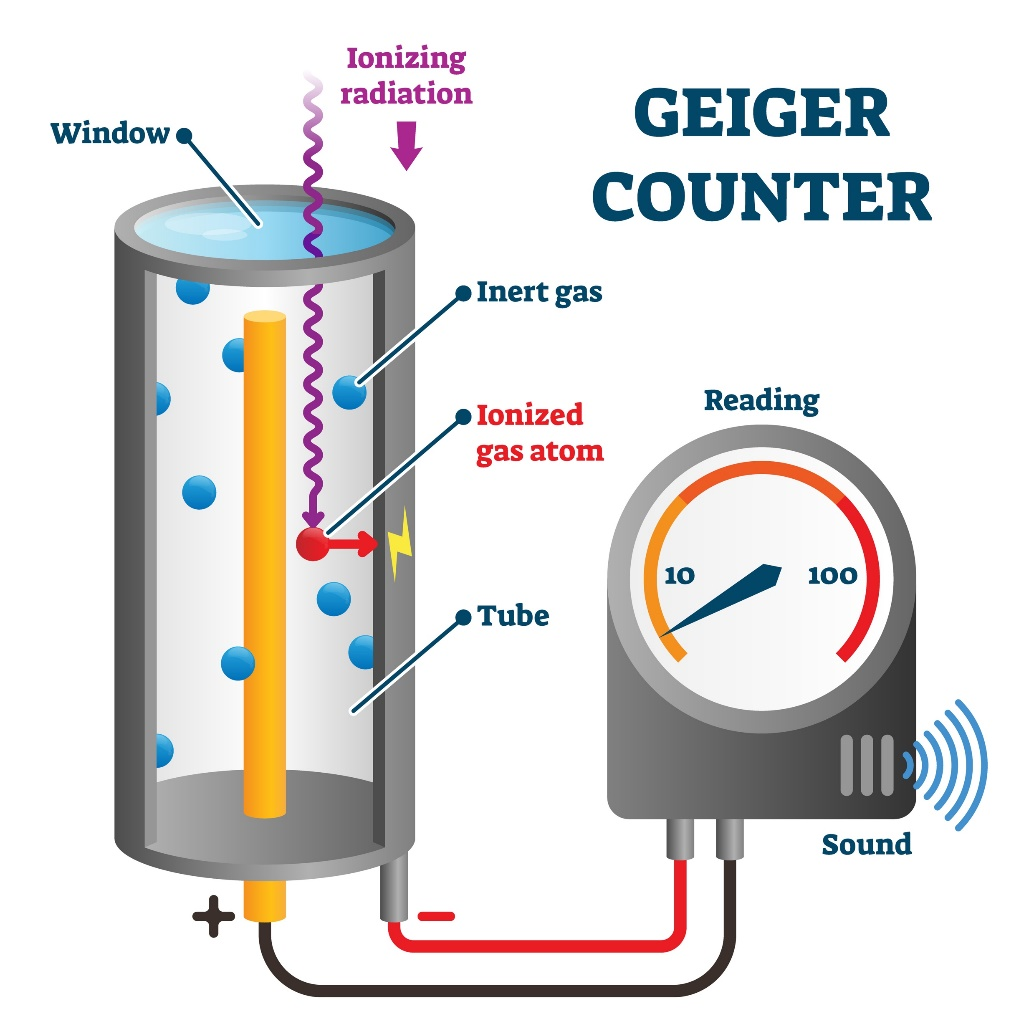 Ionizing
radiation
GEIGER
COUNTER
Window
Inert gas
Ionized
gas atom
Reading
10
100
Tube
Sound
+
−